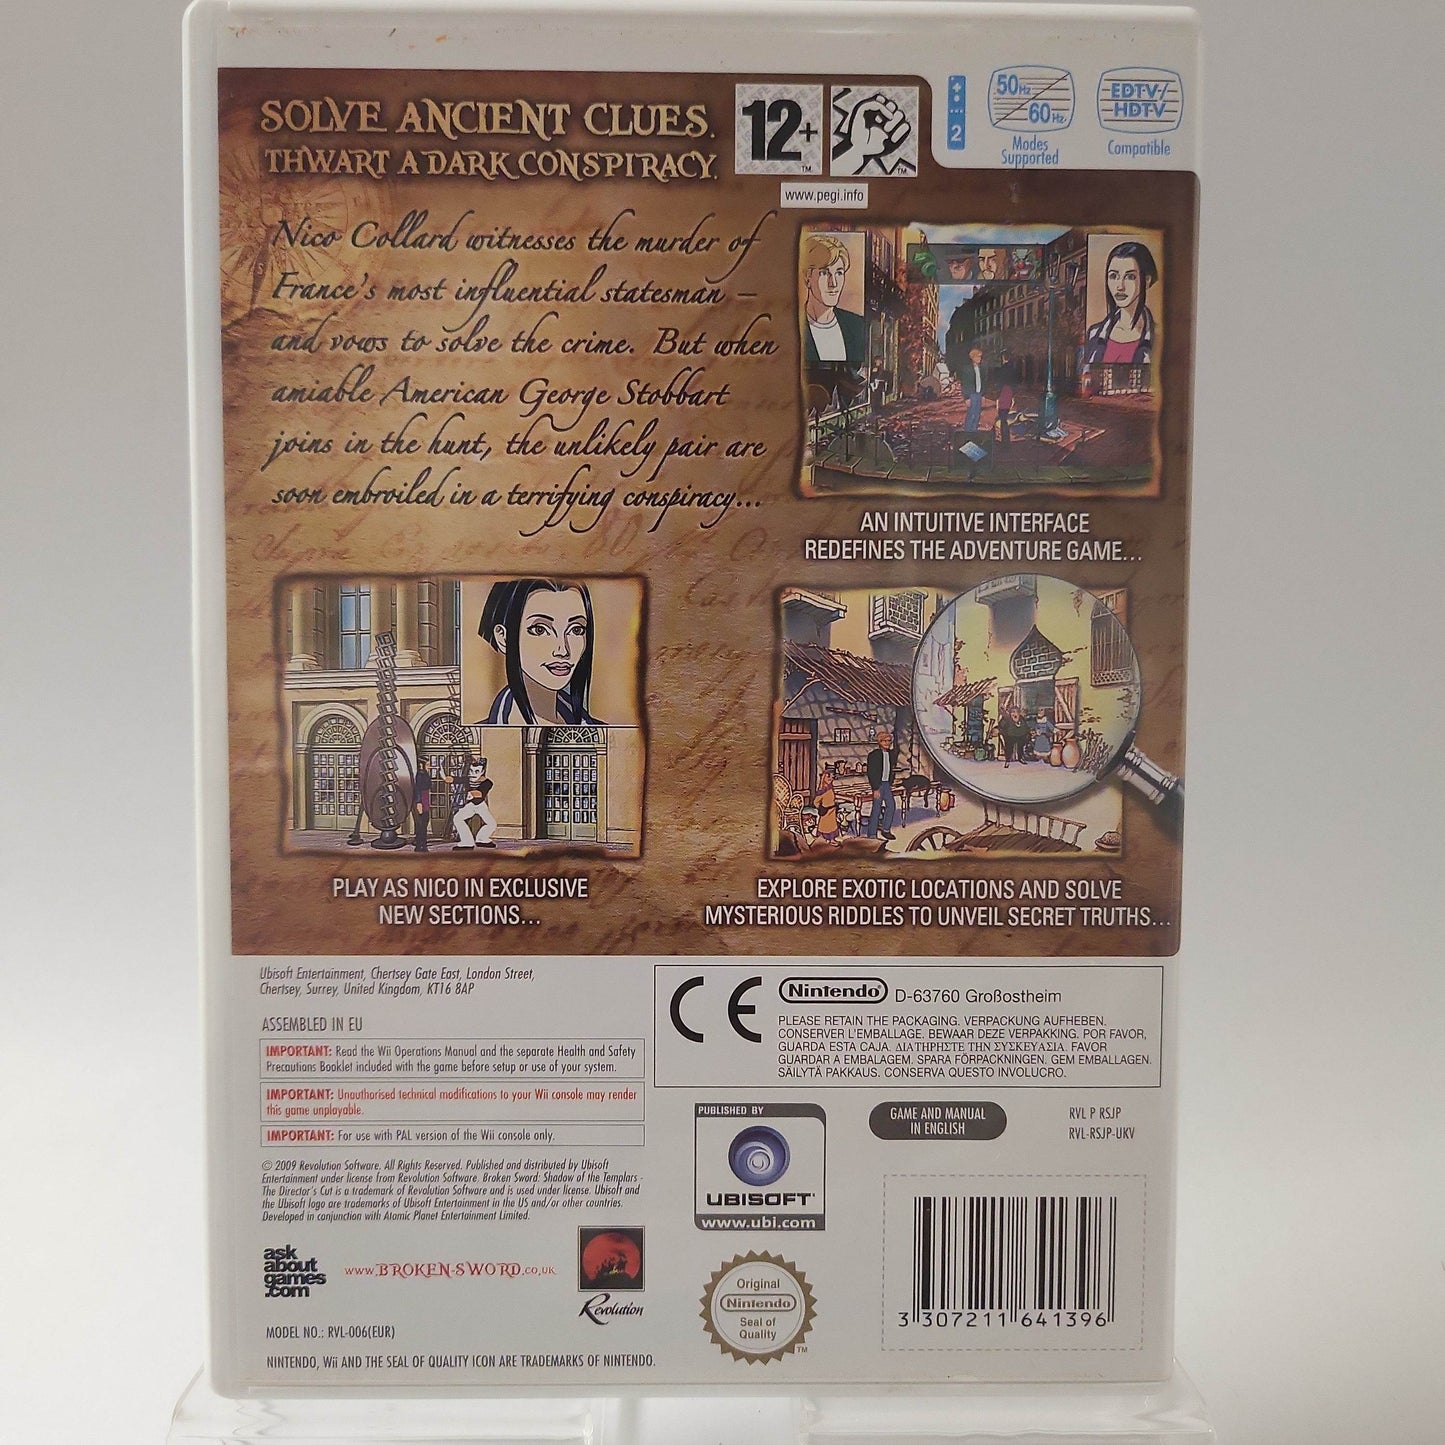 SOLVE ANCIENT CLUES.
THWART A DARK CONSPIRACY.
12+
TM
TM
www.pegi.info
2
50Hz
60Hz
Modes
Supported
EDTV/
HDTV
Compatible
Nico Collard witnesses the murder of
France's most influential statesman –
and vows to solve the crime. But when
amiable American George Stobbart
joins in the hunt, the unlikely pair are
soon embroiled in a terrifying conspiracy...
AN INTUITIVE INTERFACE
REDEFINES THE ADVENTURE GAME...
PLAY AS NICO IN EXCLUSIVE
NEW SECTIONS...
EXPLORE EXOTIC LOCATIONS AND SOLVE
MYSTERIOUS RIDDLES TO UNVEIL SECRET TRUTHS...
Ubisoft Entertainment, Chertsey Gate East, London Street,
Chertsey, Surrey, United Kingdom, KT16 8AP
ASSEMBLED IN EU
IMPORTANT: Read the Wii Operations Manual and the separate Health and Safety
Precautions Booklet included with the game before setup or use of your system.
IMPORTANT: Unauthorised technical modifications to your Wii console may render
this game unplayable.
IMPORTANT: For use with PAL version of the Wii console only.
© 2009 Revolution Software. All Rights Reserved. Published and distributed by Ubisoft
Entertainment under license from Revolution Software. Broken Sword: Shadow of the Templars -
The Director's Cut is a trademark of Revolution Software and is used under license. Ubisoft and
the Ubisoft logo are trademarks of Ubisoft Entertainment in the US and/or other countries.
Developed in conjunction with Atomic Planet Entertainment Limited.
ask
about
games
.com
www.BROKEN-SWORD.co.uk
Revolution
MODEL NO.: RVL-006(EUR)
NINTENDO, Wii AND THE SEAL OF QUALITY ICON ARE TRADEMARKS OF NINTENDO.
CE
Nintendo D-63760 Großostheim
PLEASE RETAIN THE PACKAGING. VERPACKUNG AUFHEBEN.
CONSERVER L'EMBALLAGE. BEWAAR DEZE VERPAKKING. POR FAVOR,
GUARDA ESTA CAJA. ΔΙΑΤΗΡΗΣΤΕ ΤΗΝ ΣΥΣΚΕΥΑΣΙΑ. FAVOR
GUARDAR A EMBALAGEM. SPARA FÖRPACKNINGEN. GEM EMBALLAGEN.
SÄILYTÄ PAKKAUS. CONSERVA QUESTO INVOLUCRO.
PUBLISHED BY
UBISOFT
www.ubi.com
GAME AND MANUAL
IN ENGLISH
RVL P RSJP
RVL-RSJP-UKV
Original
Nintendo
Seal of
Quality
TM
3 307211 641396